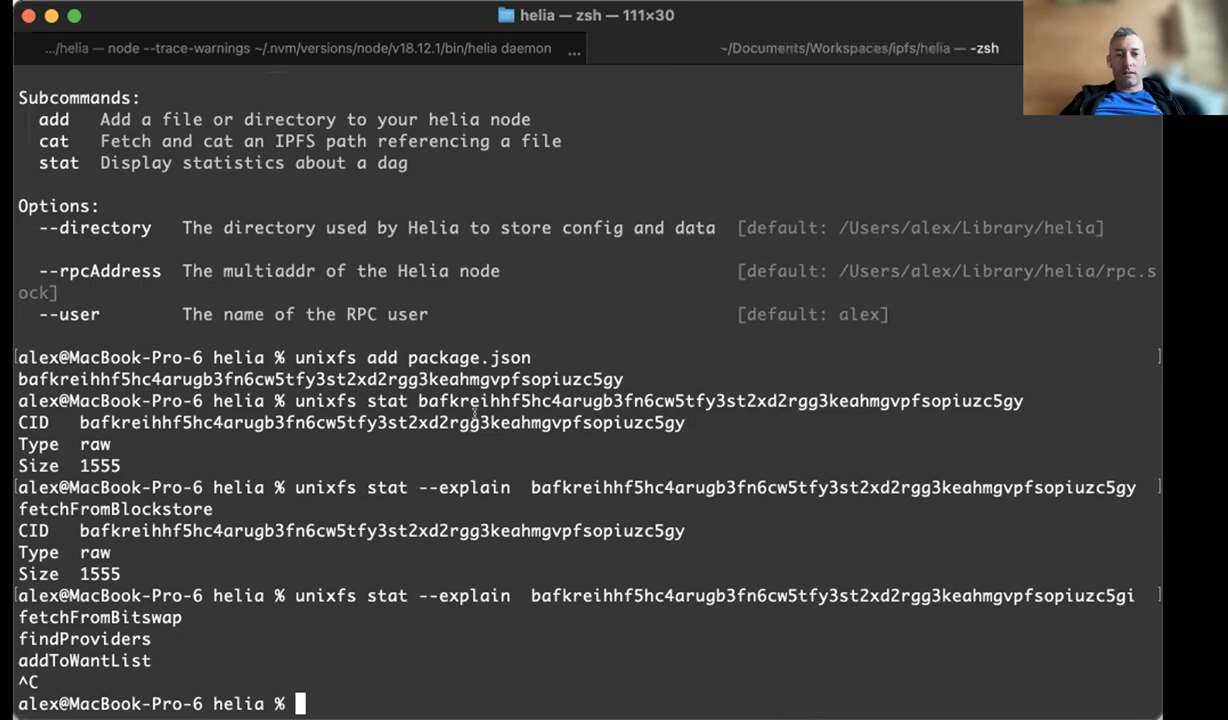 helia — zsh — 111×30
.../helia — node --trace-warnings ~/.nvm/versions/node/v18.12.1/bin/helia daemon ...
~/Documents/Workspaces/ipfs/helia — -zsh
Subcommands:
add Add a file or directory to your helia node
cat Fetch and cat an IPFS path referencing a file
stat Display statistics about a dag
Options:
--directory The directory used by Helia to store config and data [default: /Users/alex/Library/helia]
--rpcAddress The multiaddr of the Helia node [default: /Users/alex/Library/helia/rpc.s
ock]
--user The name of the RPC user [default: alex]
[alex@MacBook-Pro-6 helia % unixfs add package.json ]
bafkreihhf5hc4arugb3fn6cw5tfy3st2xd2rgg3keahmgvpfsopiuzc5gy
alex@MacBook-Pro-6 helia % unixfs stat bafkreihhf5hc4arugb3fn6cw5tfy3st2xd2rgg3keahmgvpfsopiuzc5gy
CID bafkreihhf5hc4arugb3fn6cw5tfy3st2xd2rgg3keahmgvpfsopiuzc5gy
Type raw
Size 1555
[alex@MacBook-Pro-6 helia % unixfs stat --explain bafkreihhf5hc4arugb3fn6cw5tfy3st2xd2rgg3keahmgvpfsopiuzc5gy ]
fetchFromBlockstore
CID bafkreihhf5hc4arugb3fn6cw5tfy3st2xd2rgg3keahmgvpfsopiuzc5gy
Type raw
Size 1555
[alex@MacBook-Pro-6 helia % unixfs stat --explain bafkreihhf5hc4arugb3fn6cw5tfy3st2xd2rgg3keahmgvpfsopiuzc5gi ]
fetchFromBitswap
findProviders
addToWantList
^C
alex@MacBook-Pro-6 helia %